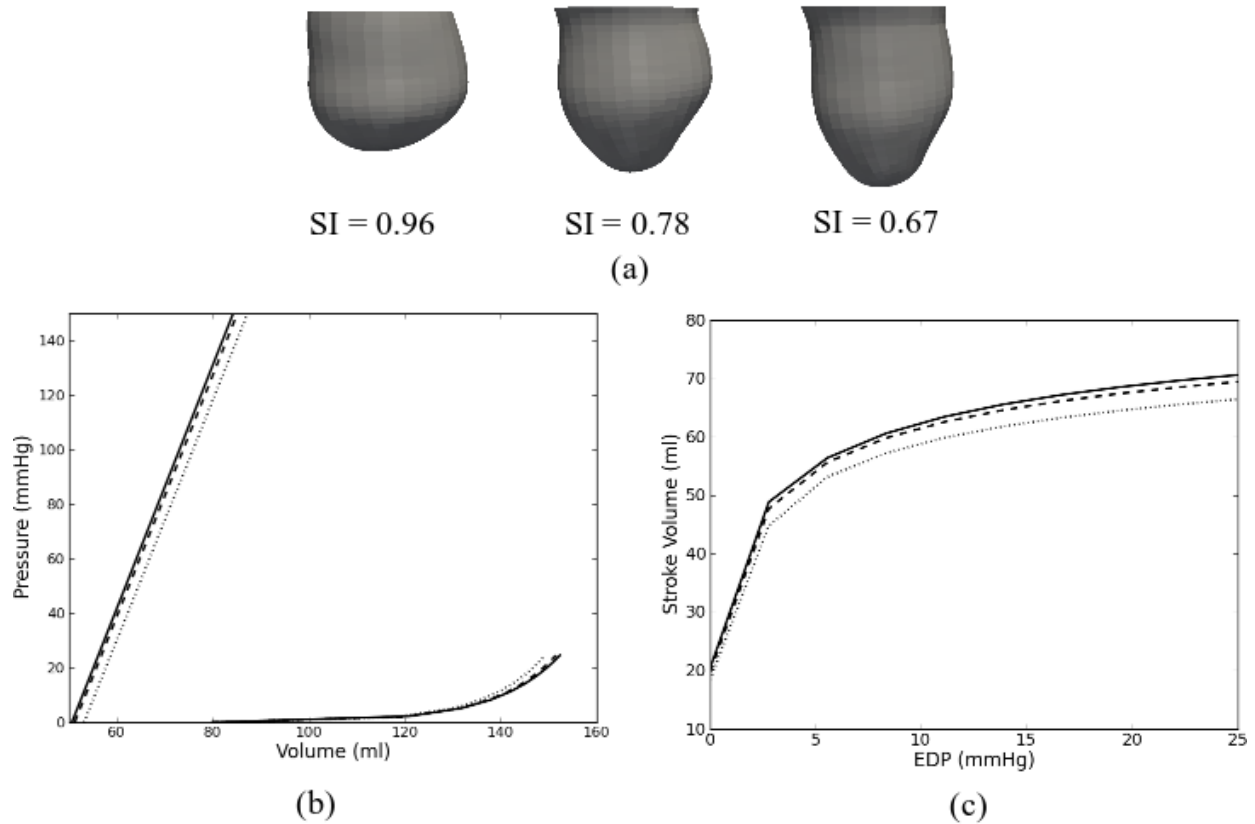 SI = 0.96 SI = 0.78 SI = 0.67
(a)
Pressure (mmHg)
140
120
100
80
60
40
20
0
60 80 100 120 140 160
Volume (ml)
(b)
Stroke Volume (ml)
80
70
60
50
40
30
20
10
0 5 10 15 20 25
EDP (mmHg)
(c)